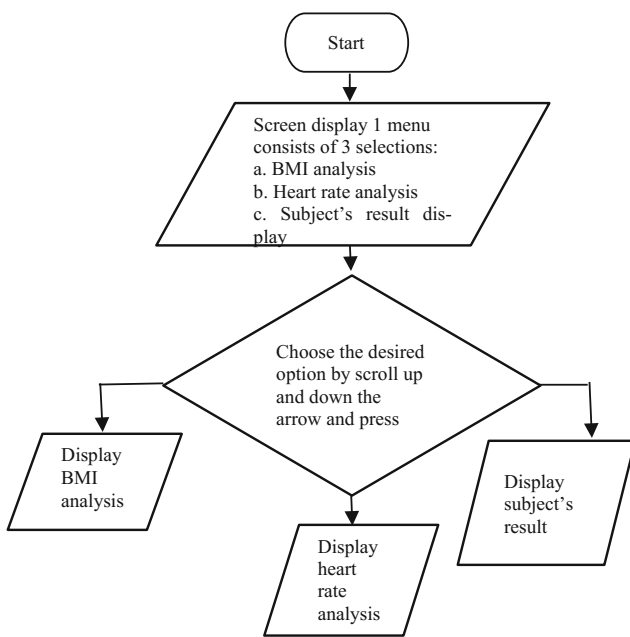 Start
Screen display 1 menu
consists of 3 selections:
a. BMI analysis
b. Heart rate analysis
c. Subject's result dis-
play
Choose the desired
option by scroll up
and down the
arrow and press
Display
BMI
analysis
Display
heart
rate
analysis
Display
subject's
result